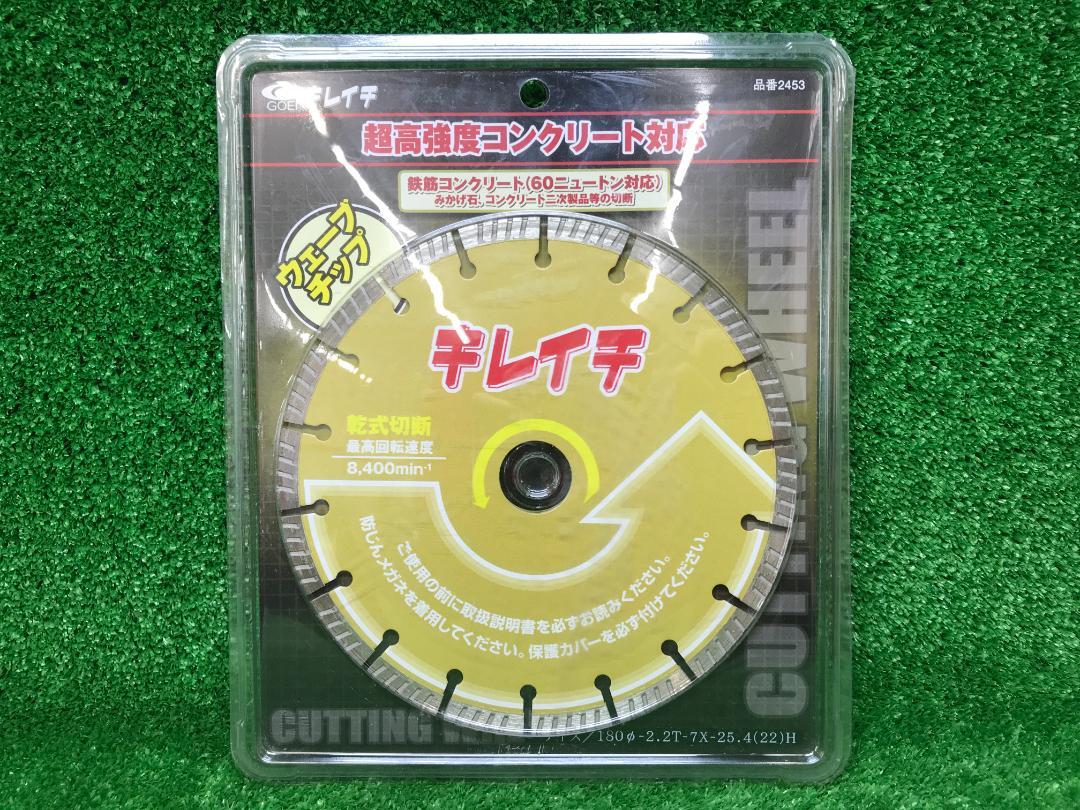 品番2453
キレイチ
超高強度コンクリート対応
鉄筋コンクリート(60ニュートン対応)
みかげ石、コンクリート二次製品等の切断
ウェーブ
チップ
キレイチ
乾式切断
最高回転速度
8,400min-1
ご使用の前に取扱説明書を必ずお読みください。
防じんメガネを着用してください。保護カバーを必ず付けてください。
CUTTING
CUTTING WHEEL
180φ-2.2T-7X-25.4(22)H